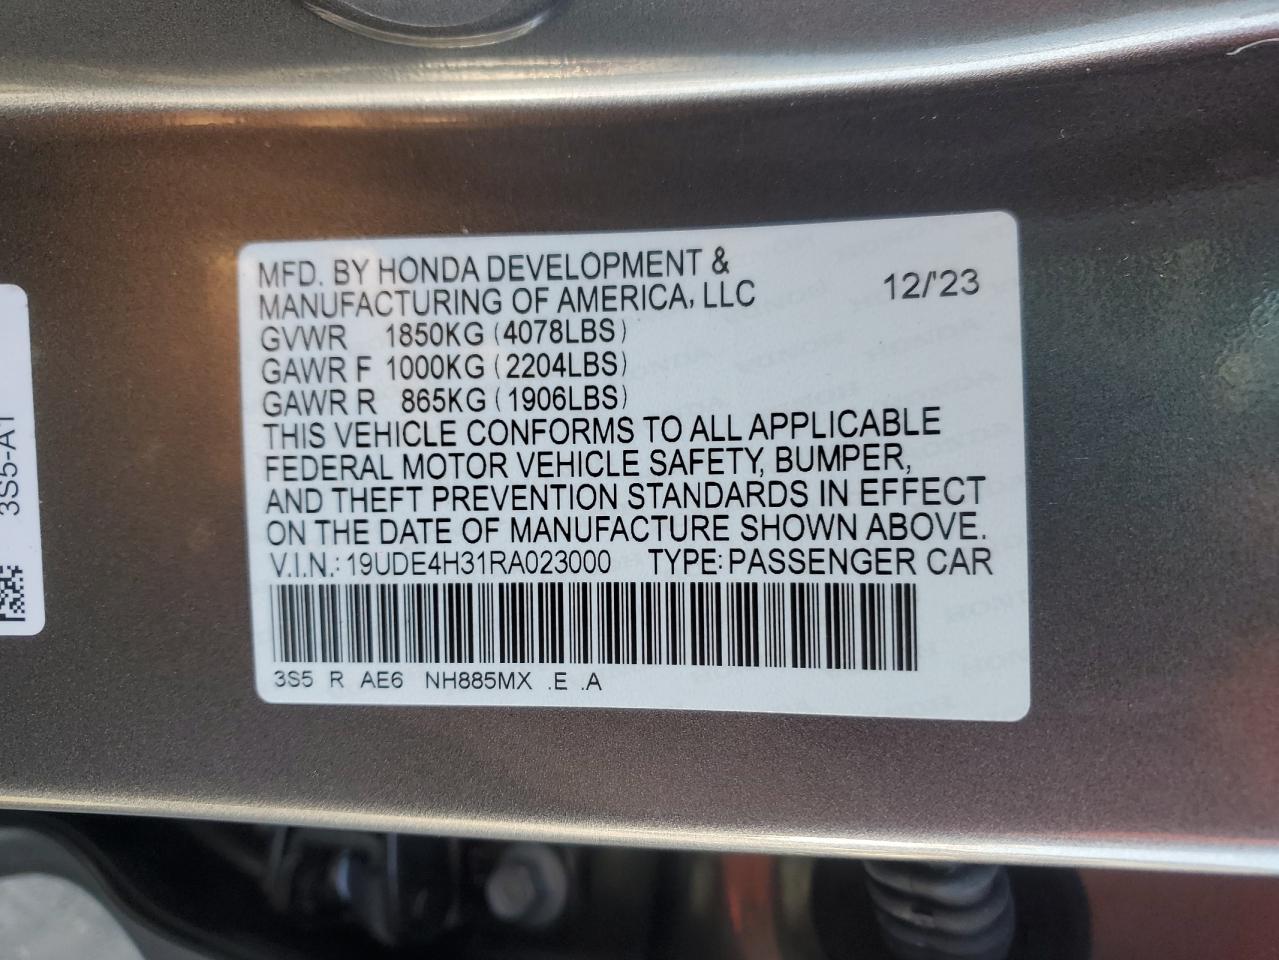 MFD. BY HONDA DEVELOPMENT &
MANUFACTURING OF AMERICA, LLC 12/'23
GVWR 1850KG (4078LBS)
GAWR F 1000KG (2204LBS)
GAWR R 865KG (1906LBS)
THIS VEHICLE CONFORMS TO ALL APPLICABLE
FEDERAL MOTOR VEHICLE SAFETY, BUMPER,
AND THEFT PREVENTION STANDARDS IN EFFECT
ON THE DATE OF MANUFACTURE SHOWN ABOVE.
V.I.N.: 19UDE4H31RA023000 TYPE: PASSENGER CAR
3S5 R AE6 NH885MX .E .A
3S5-A1